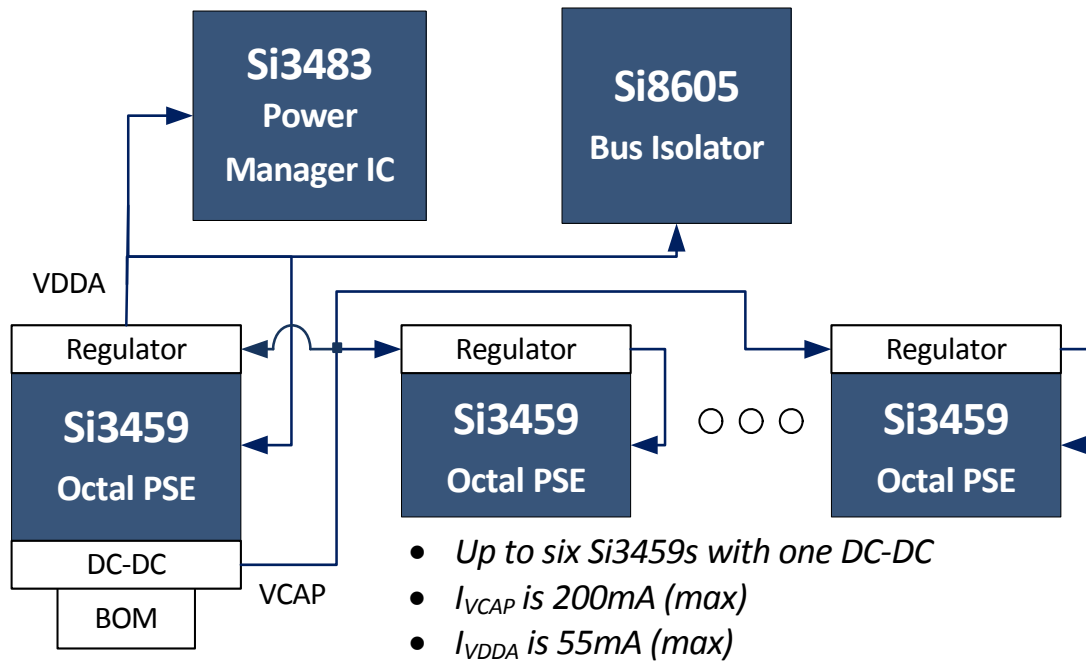 Si3483
Power
Manager IC
Si8605
Bus Isolator
VDDA
Regulator
Si3459
Octal PSE
DC-DC
BOM
VCAP
Regulator
Si3459
Octal PSE
Regulator
Si3459
Octal PSE
• Up to six Si3459s with one DC-DC
• IVCAP is 200mA (max)
• IVDDA is 55mA (max)